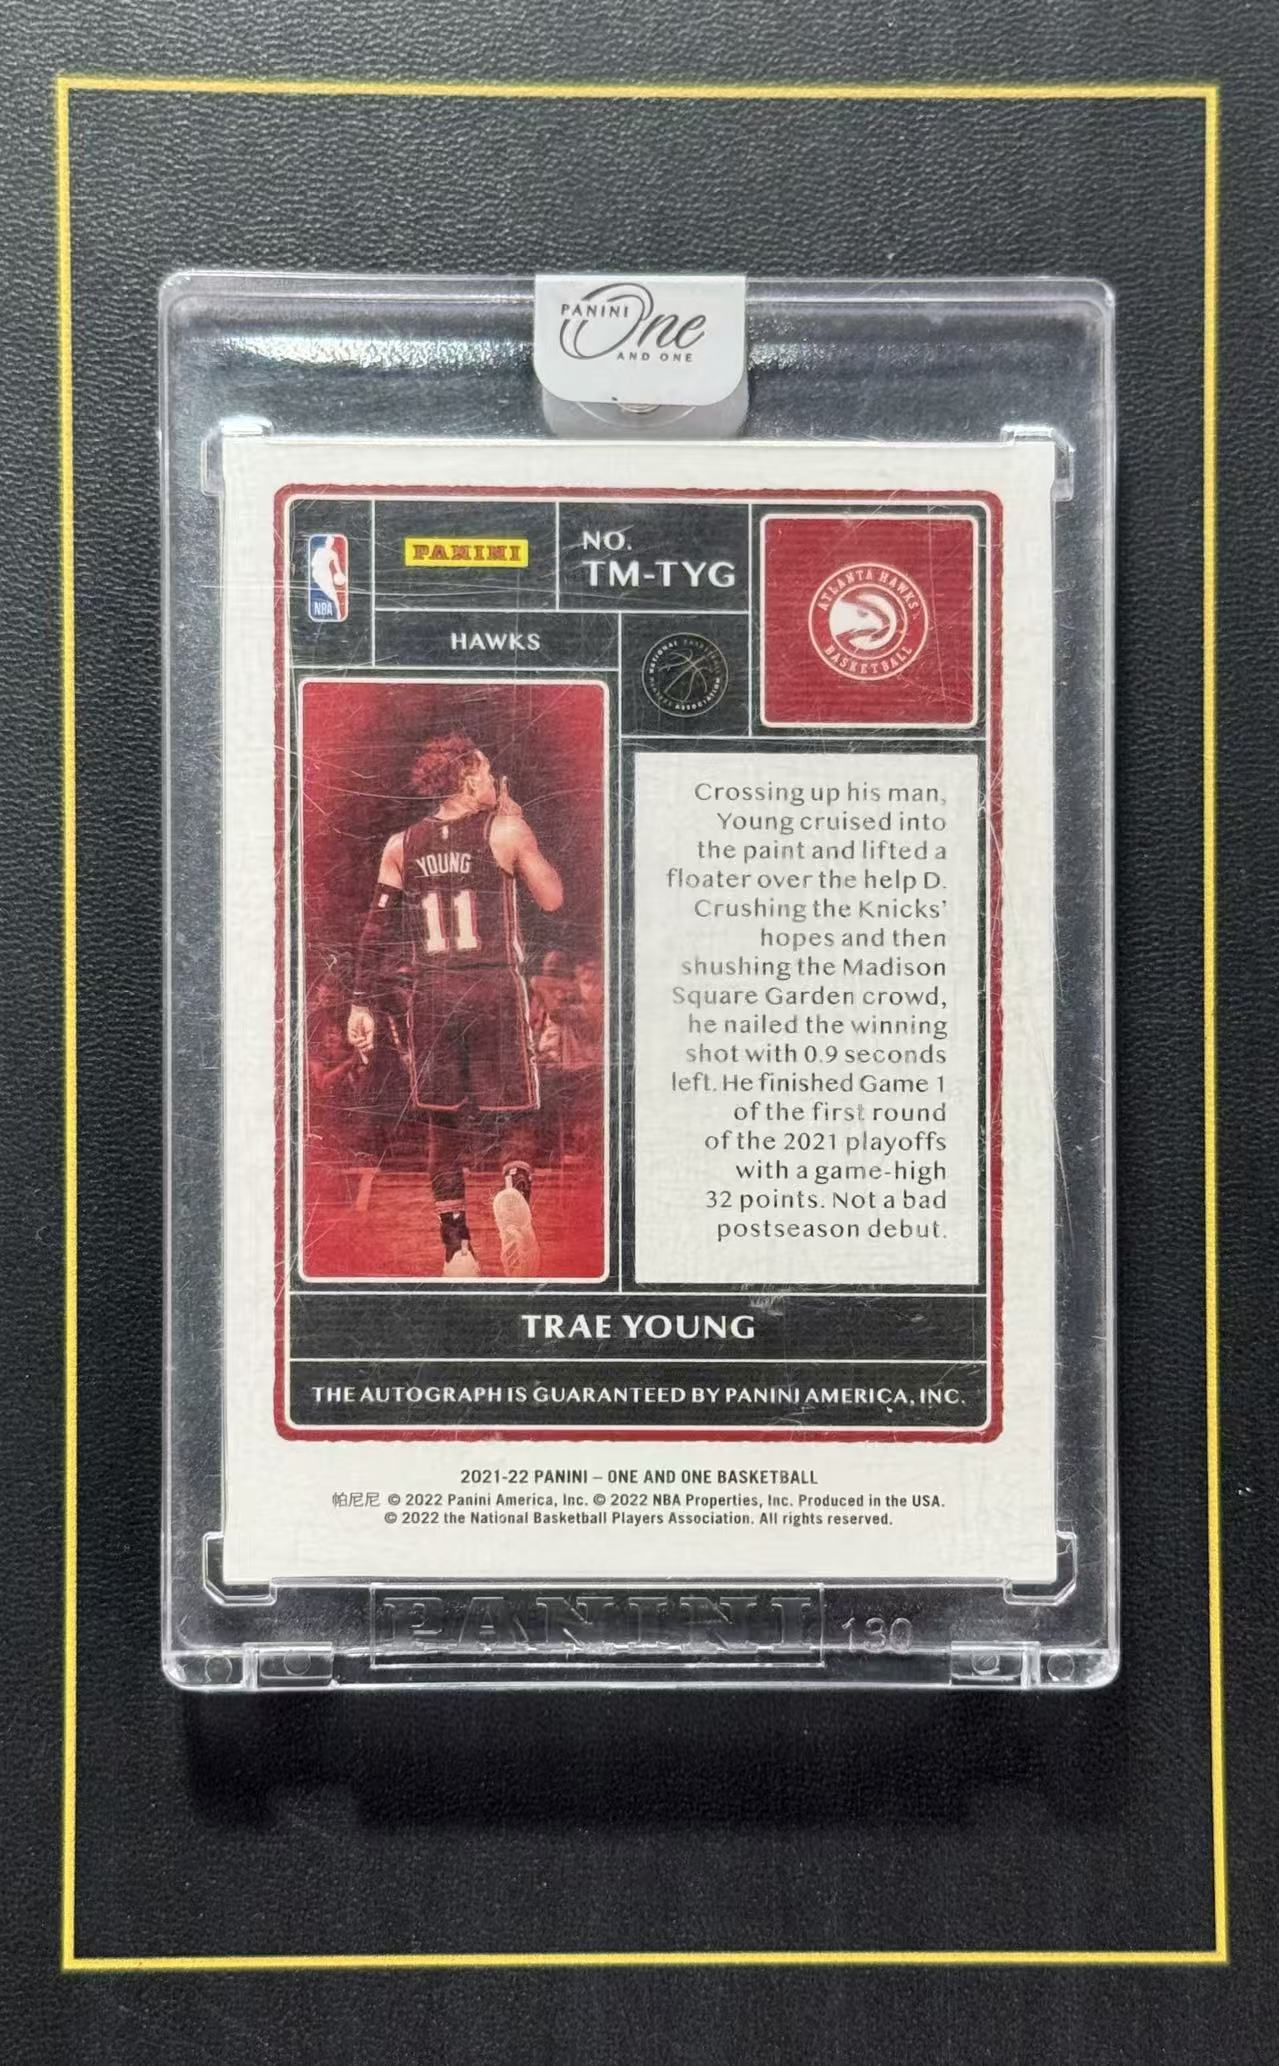 PANINI
One
AND ONE
NBA
PANINI
NO.
TM-TYG
HAWKS
NATIONAL BASKETBALL
PLAYERS ASSOCIATION
ATLANTA HAWKS
BASKETBALL
YOUNG
11
Crossing up his man,
Young cruised into
the paint and lifted a
floater over the help D.
Crushing the Knicks'
hopes and then
shushing the Madison
Square Garden crowd,
he nailed the winning
shot with 0.9 seconds
left. He finished Game 1
of the first round
of the 2021 playoffs
with a game-high
32 points. Not a bad
postseason debut.
TRAE YOUNG
THE AUTOGRAPH IS GUARANTEED BY PANINI AMERICA, INC.
2021-22 PANINI – ONE AND ONE BASKETBALL
帕尼尼 © 2022 Panini America, Inc. © 2022 NBA Properties, Inc. Produced in the USA.
© 2022 the National Basketball Players Association. All rights reserved.
PANINI 130